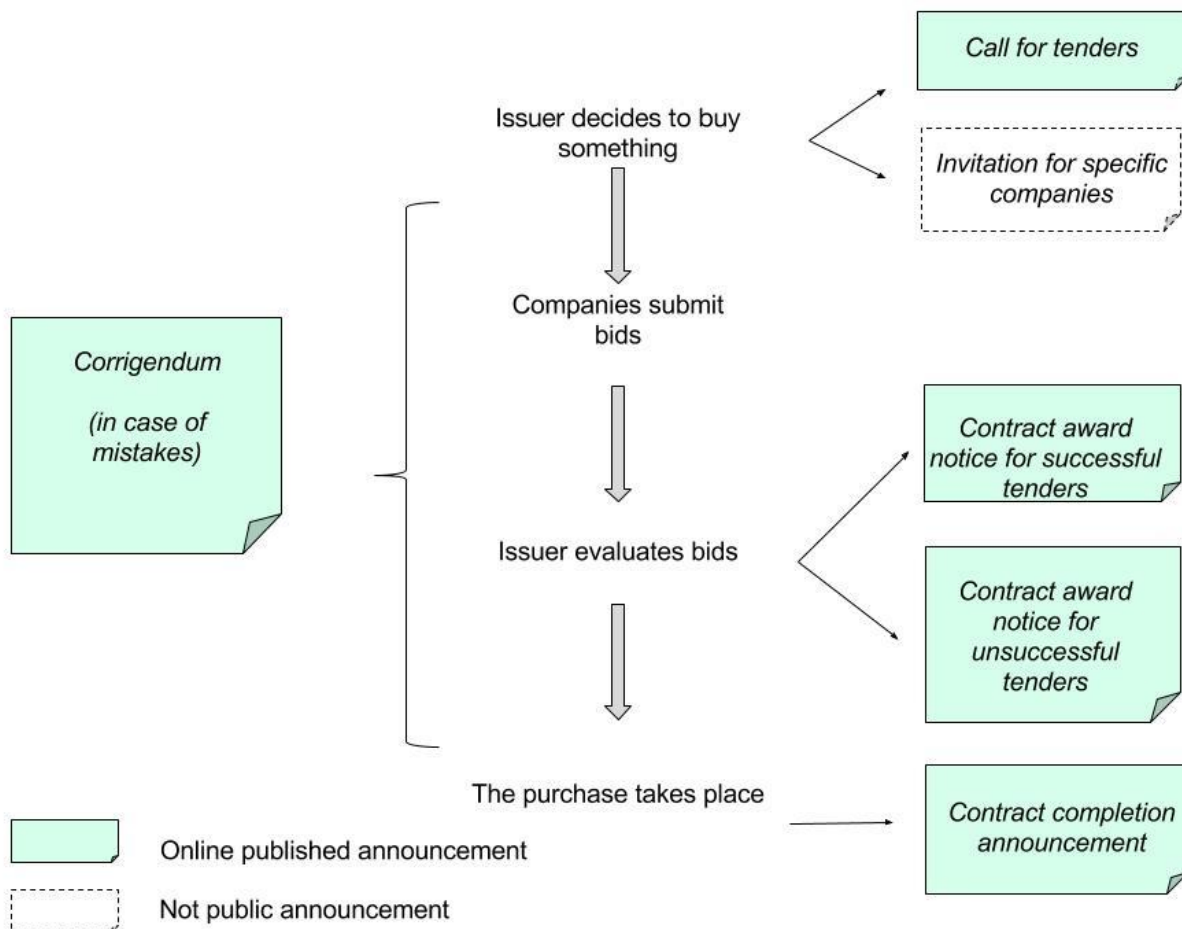 Call for tenders
Issuer decides to buy
something
Invitation for specific
companies
Companies submit
bids
Corrigendum
(in case of
mistakes)
Contract award
notice for successful
tenders
Issuer evaluates bids
Contract award
notice for
unsuccessful
tenders
The purchase takes place
Contract completion
announcement
Online published announcement
Not public announcement